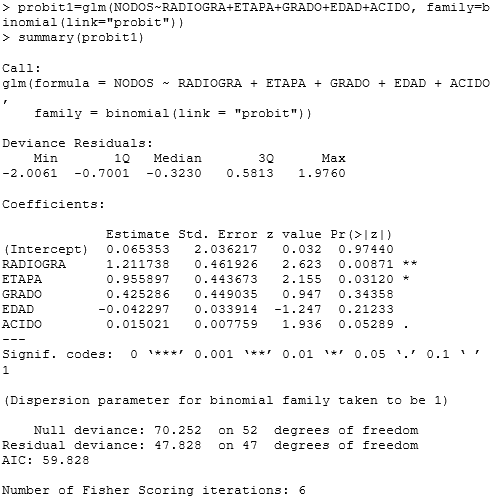 > probit1=glm(NODOS~RADIOGRA+ETAPA+GRADO+EDAD+ACIDO, family=b
inomial(link="probit"))
> summary(probit1)
Call:
glm(formula = NODOS ~ RADIOGRA + ETAPA + GRADO + EDAD + ACIDO
,
family = binomial(link = "probit"))
Deviance Residuals:
Min 1Q Median 3Q Max
-2.0061 -0.7001 -0.3230 0.5813 1.9760
Coefficients:
Estimate Std. Error z value Pr(>|z|)
(Intercept) 0.065353 2.036217 0.032 0.97440
RADIOGRA 1.211738 0.461926 2.623 0.00871 **
ETAPA 0.955897 0.443673 2.155 0.03120 *
GRADO 0.425286 0.449035 0.947 0.34358
EDAD -0.042297 0.033914 -1.247 0.21233
ACIDO 0.015021 0.007759 1.936 0.05289 .
---
Signif. codes: 0 ‘***’ 0.001 ‘**’ 0.01 ‘*’ 0.05 ‘.’ 0.1 ‘ ’
1
(Dispersion parameter for binomial family taken to be 1)
Null deviance: 70.252 on 52 degrees of freedom
Residual deviance: 47.828 on 47 degrees of freedom
AIC: 59.828
Number of Fisher Scoring iterations: 6